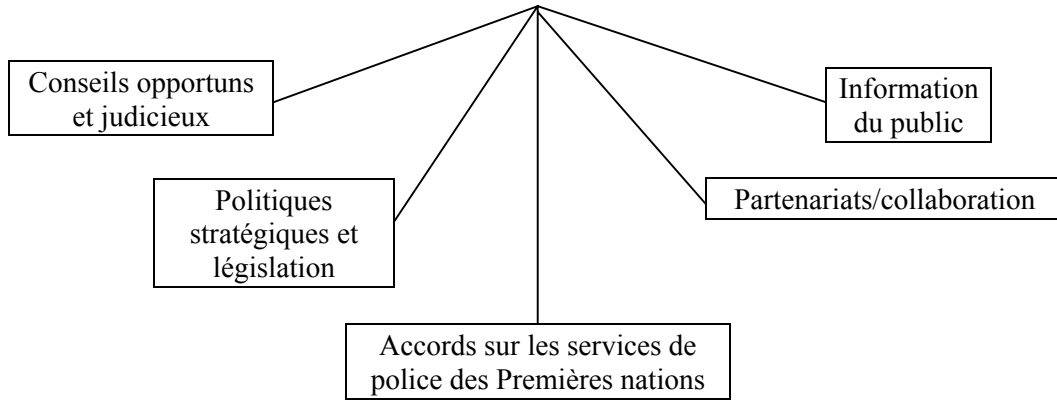 Conseils opportuns
et judicieux
Information
du public
Politiques
stratégiques et
législation
Partenariats/collaboration
Accords sur les services de
police des Premières nations